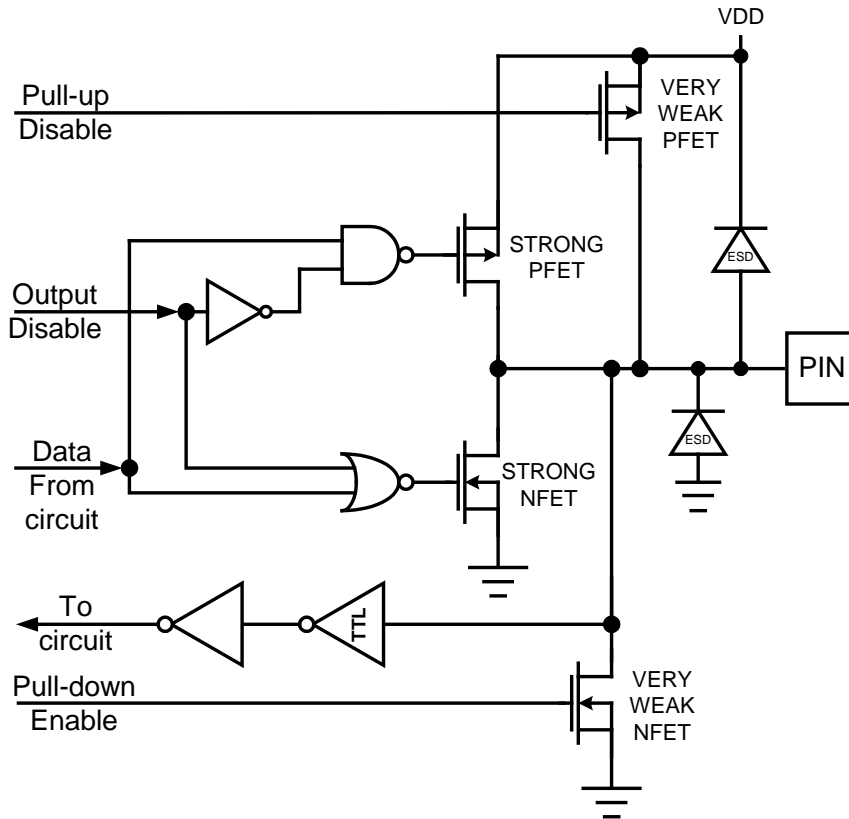 VDD
Pull-up
Disable
VERY
WEAK
PFET
STRONG
PFET
ESD
Output
Disable
PIN
ESD
Data
From
circuit
STRONG
NFET
To
circuit
TTL
Pull-down
Enable
VERY
WEAK
NFET